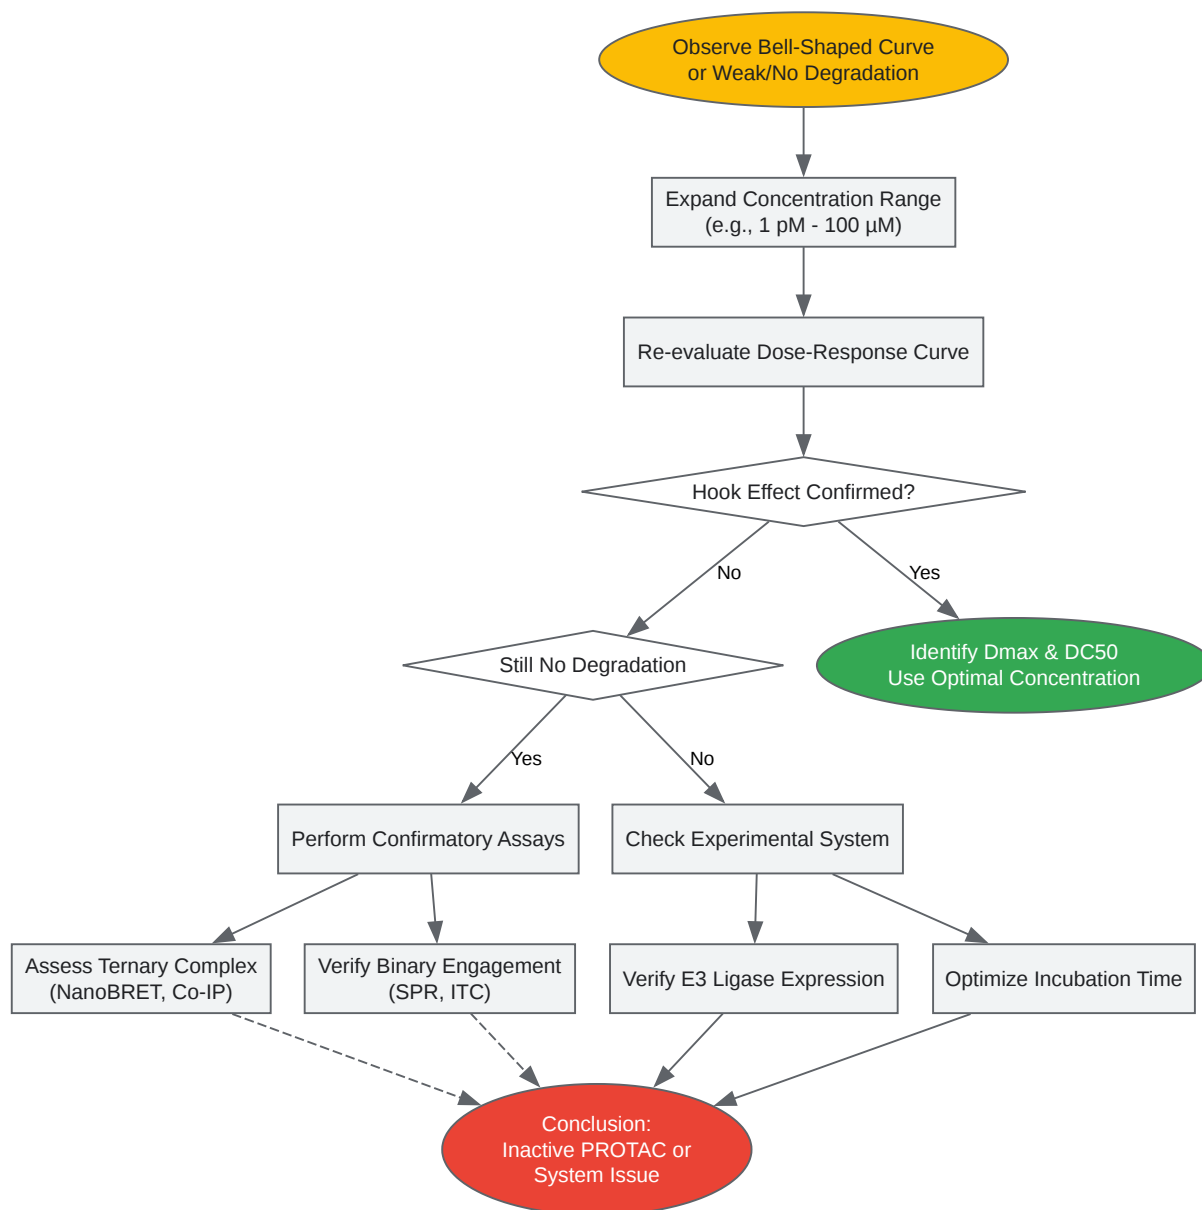 Observe Bell-Shaped Curve
or Weak/No Degradation
Expand Concentration Range
(e.g., 1 pM - 100 µM)
Re-evaluate Dose-Response Curve
Hook Effect Confirmed?
No
Yes
Still No Degradation
Identify Dmax & DC50
Use Optimal Concentration
Yes
No
Perform Confirmatory Assays
Check Experimental System
Assess Ternary Complex
(NanoBRET, Co-IP)
Verify Binary Engagement
(SPR, ITC)
Verify E3 Ligase Expression
Optimize Incubation Time
Conclusion:
Inactive PROTAC or
System Issue